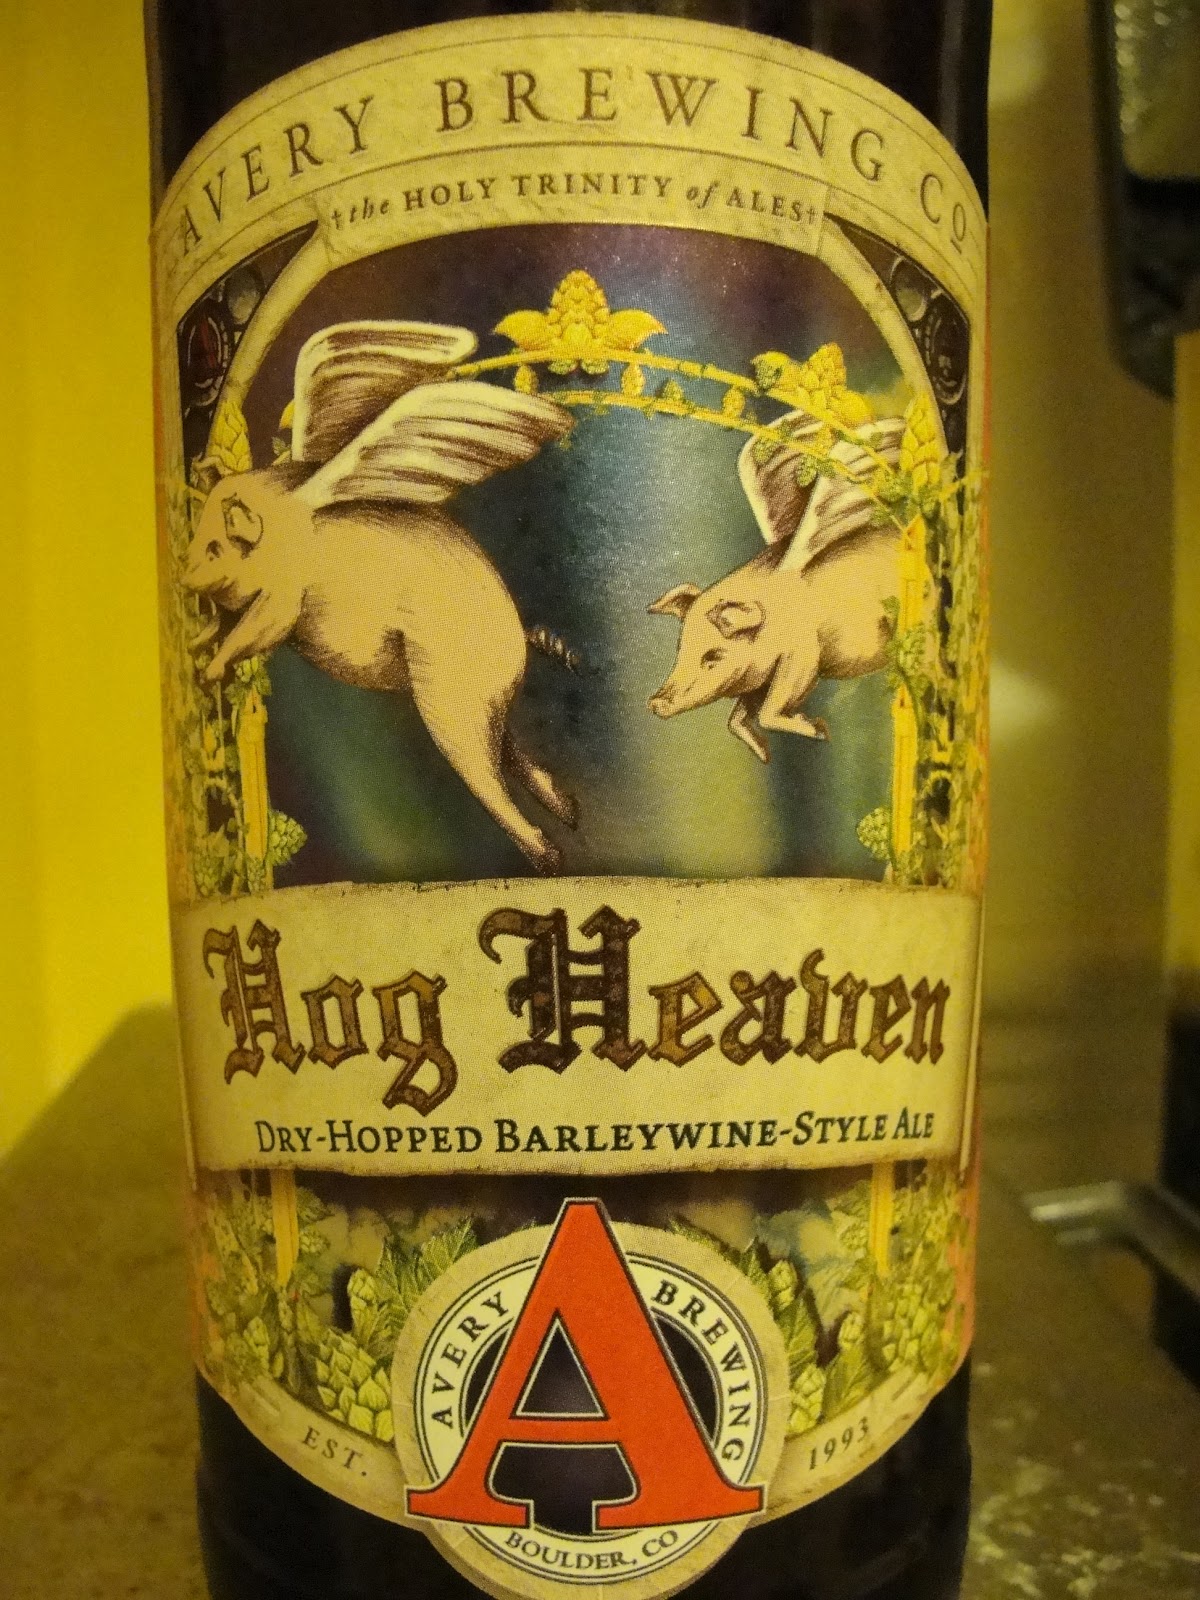 AVERY BREWING Co
†the HOLY TRINITY of ALES†
Hog Heaven
DRY-HOPPED BARLEYWINE-STYLE ALE
AVERY BREWING
A
EST. 1993
BOULDER, CO